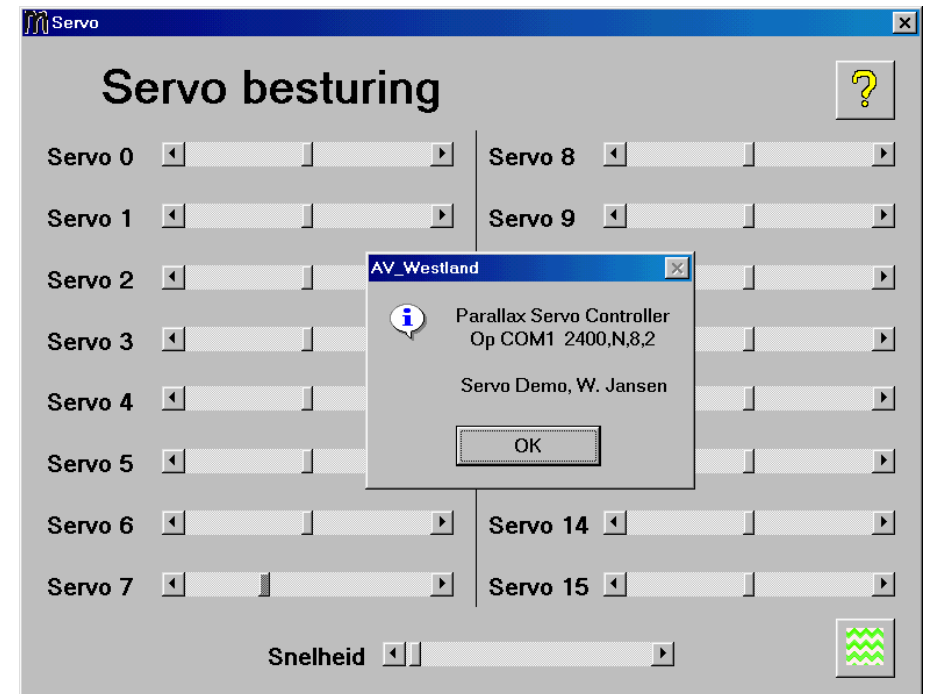 Servo
Servo besturing
Servo 0
Servo 1
Servo 2
Servo 3
Servo 4
Servo 5
Servo 6
Servo 7
Servo 8
Servo 9
AV_Westland
Parallax Servo Controller
Op COM1 2400,N,8,2
Servo Demo, W. Jansen
OK
Servo 14
Servo 15
Snelheid